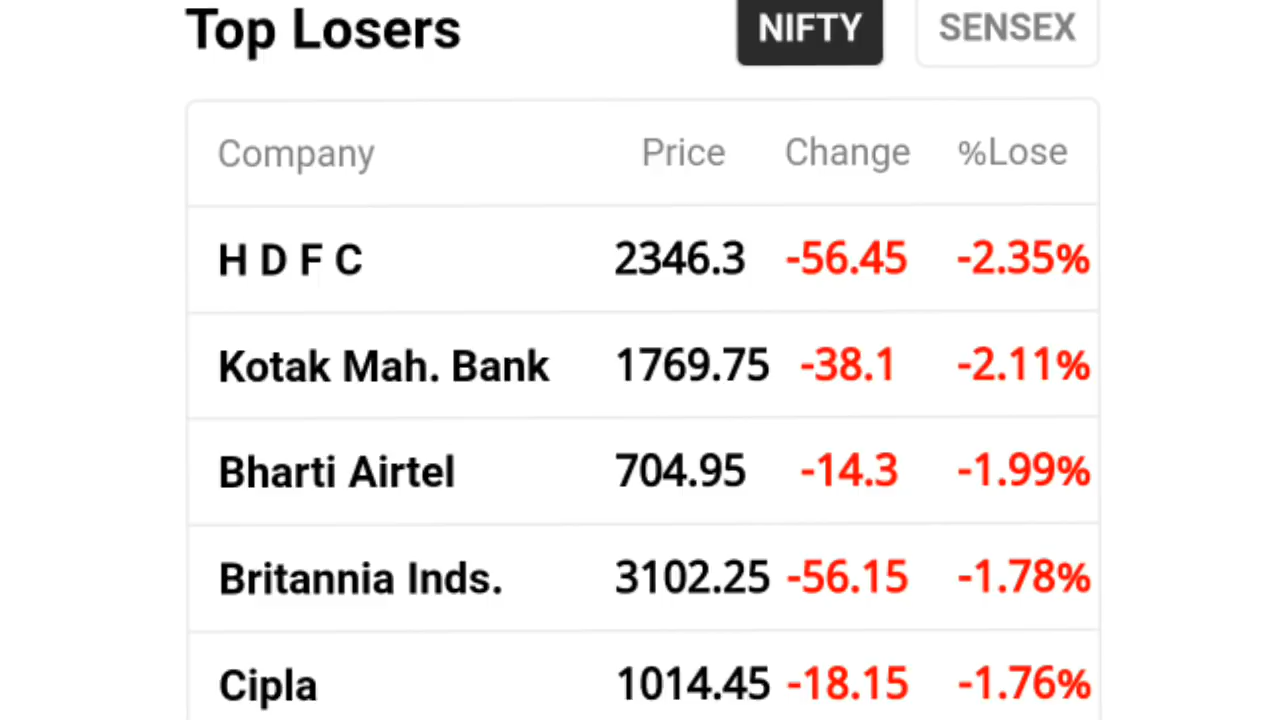 Top Losers NIFTY SENSEX
Company Price Change %Lose
H D F C 2346.3 -56.45 -2.35%
Kotak Mah. Bank 1769.75 -38.1 -2.11%
Bharti Airtel 704.95 -14.3 -1.99%
Britannia Inds. 3102.25 -56.15 -1.78%
Cipla 1014.45 -18.15 -1.76%